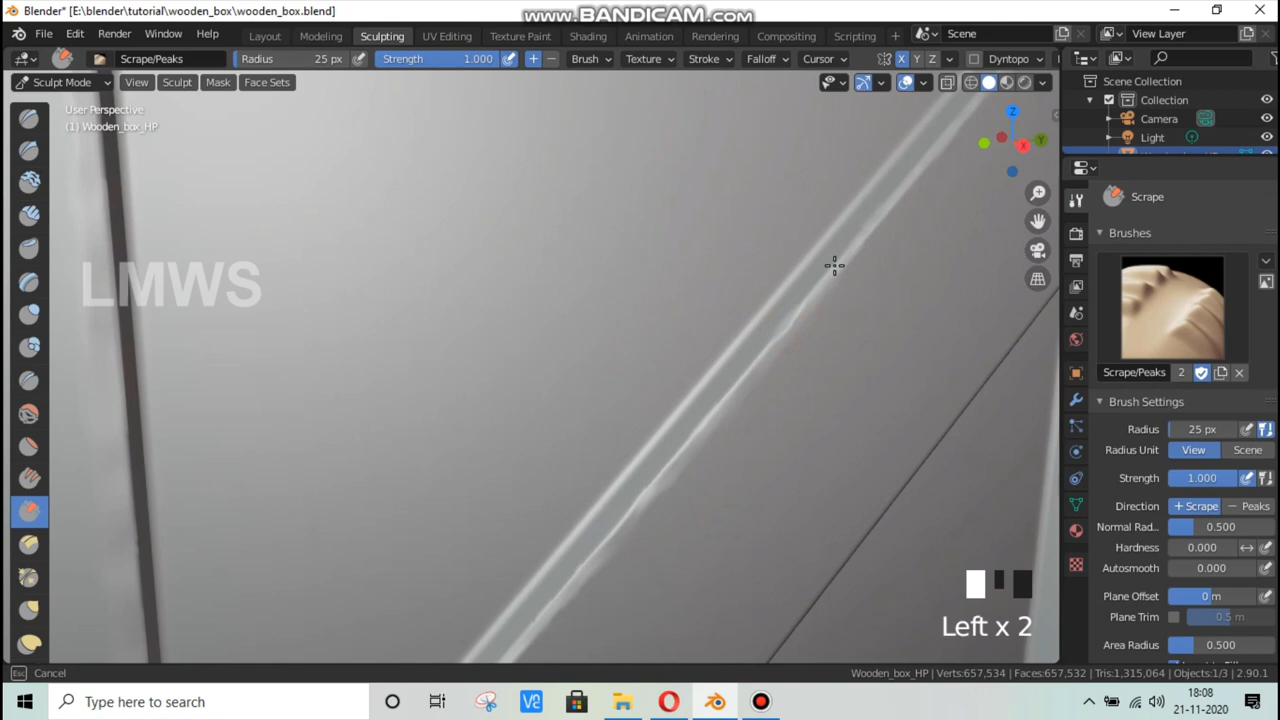 Blender* [E:\blender\tutorial\wooden_box\wooden_box.blend]
www.BANDICAM.com
File Edit Render Window Help
Layout Modeling Sculpting UV Editing Texture Paint Shading Animation Rendering Compositing Scripting +
Scene
View Layer
Scrape/Peaks
Radius 25 px
Strength 1.000
Brush Texture Stroke Falloff Cursor
X Y Z
Dyntopo
Sculpt Mode View Sculpt Mask Face Sets
User Perspective
(1) Wooden_box_HP
Z
Y
X
LMWS
Scene Collection
Collection
Camera
Light
Scrape
Brushes
Scrape/Peaks 2
Brush Settings
Radius 25 px
Radius Unit View Scene
Strength 1.000
Direction + Scrape − Peaks
Normal Rad.. 0.500
Hardness 0.000
Autosmooth 0.000
Plane Offset 0 m
Plane Trim 0.5 m
Area Radius 0.500
Left x 2
Esc Cancel
Wooden_box_HP | Verts:657,534 | Faces:657,532 | Tris:1,315,064 | Objects:1/3 | 2.90.1
Type here to search
18:08
21-11-2020